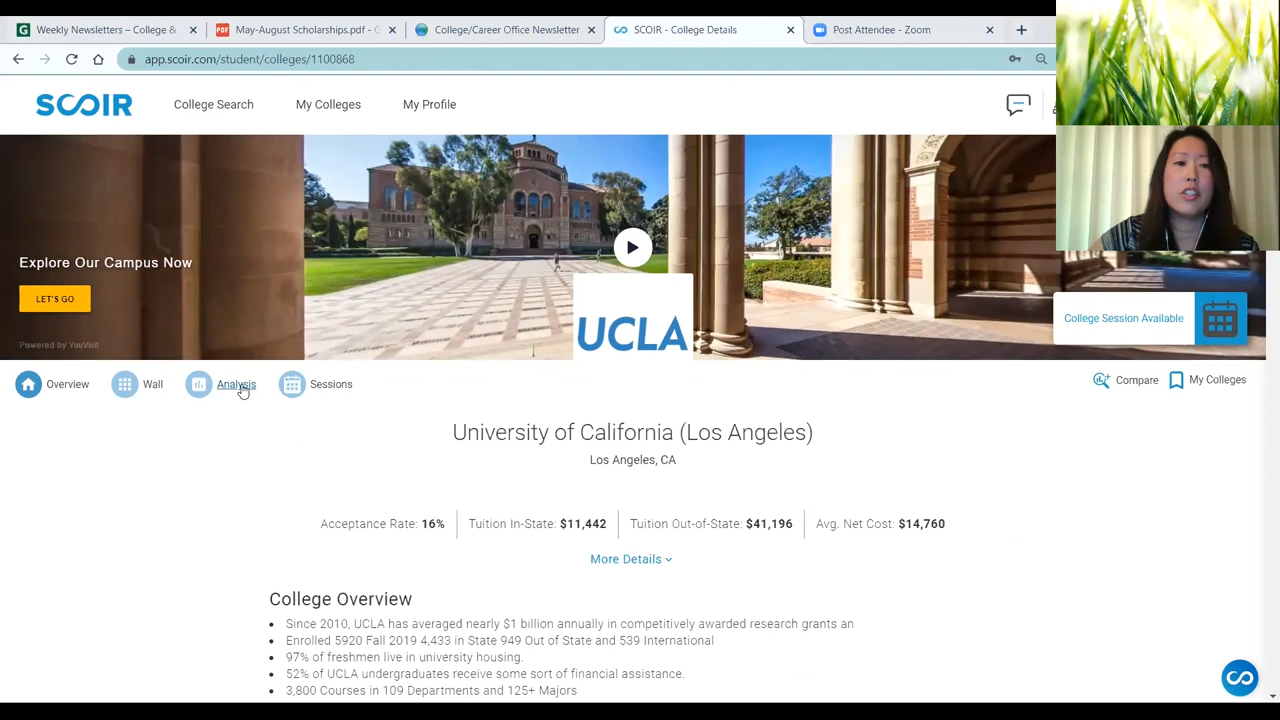 Weekly Newsletters – College &
May-August Scholarships.pdf - G
College/Career Office Newsletter
SCOIR - College Details
Post Attendee - Zoom
app.scoir.com/student/colleges/1100868
SCOIR
College Search
My Colleges
My Profile
Explore Our Campus Now
LET'S GO
Powered by YouVisit
UCLA
College Session Available
Overview
Wall
Analysis
Sessions
Compare
My Colleges
University of California (Los Angeles)
Los Angeles, CA
Acceptance Rate: 16%
Tuition In-State: $11,442
Tuition Out-of-State: $41,196
Avg. Net Cost: $14,760
More Details
College Overview
Since 2010, UCLA has averaged nearly $1 billion annually in competitively awarded research grants an
Enrolled 5920 Fall 2019 4,433 in State 949 Out of State and 539 International
97% of freshmen live in university housing.
52% of UCLA undergraduates receive some sort of financial assistance.
3,800 Courses in 109 Departments and 125+ Majors